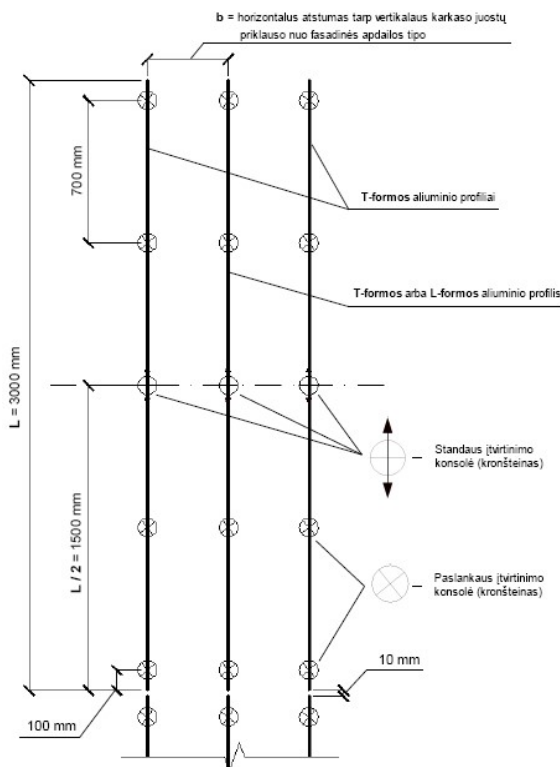 b = horizontalus atstumas tarp vertikalaus karkaso juostų
priklauso nuo fasadinės apdailos tipo
700 mm
T-formos aliuminio profiliai
T-formos arba L-formos aliuminio profilis
L = 3000 mm
Standaus įtvirtinimo
konsolė (kronšteinas)
L / 2 = 1500 mm
Paslankaus įtvirtinimo
konsolė (kronšteinas)
10 mm
100 mm